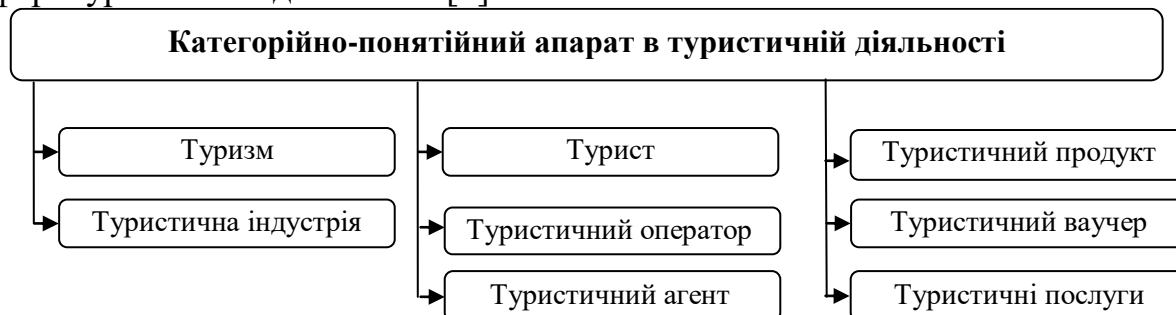 Категорійно-понятійний апарат в туристичній діяльності
Туризм
Туристична індустрія
Турист
Туристичний оператор
Туристичний агент
Туристичний продукт
Туристичний ваучер
Туристичні послуги